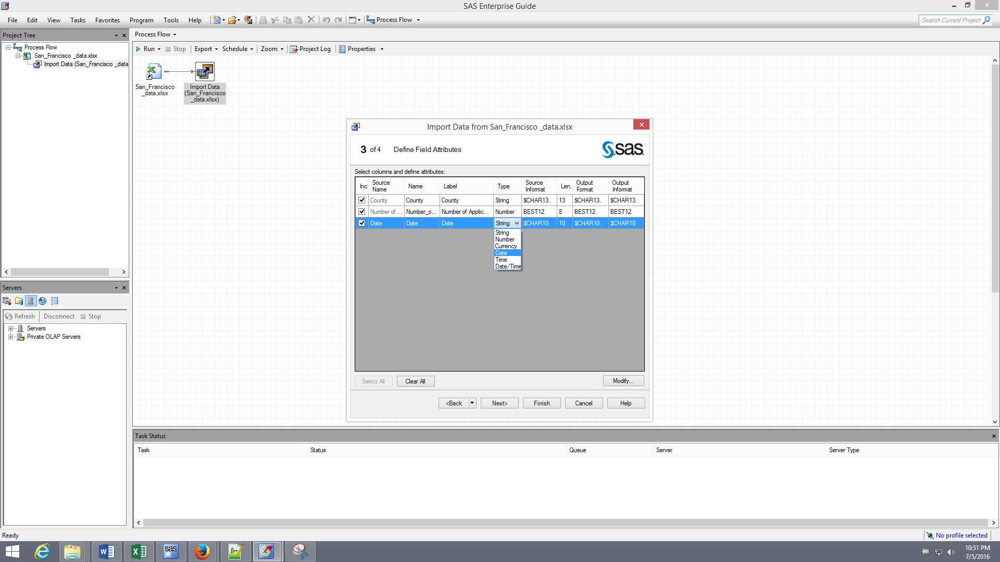 SAS Enterprise Guide
File Edit View Tasks Favorites Program Tools Help Process Flow Search Current Project
Project Tree
Process Flow
San_Francisco _data.xlsx
Import Data (San_Francisco _data
Process Flow
Run Stop Export Schedule Zoom Project Log Properties
San_Francisco
_data.xlsx
Import Data
(San_Francisco
_data.xlsx)
Import Data from San_Francisco _data.xlsx
3 of 4 Define Field Attributes
sas
Select columns and define attributes:
Inc Source Name Name Label Type Source Informat Len. Output Format Output Informat
County County County String $CHAR13. 13 $CHAR13. $CHAR13.
Number of ... Number_o... Number of Applic... Number BEST12. 8 BEST12. BEST12.
Date Date Date String $CHAR10. 10 $CHAR10. $CHAR10.
String
Number
Currency
Date
Time
Date/Time
Select All Clear All Modify...
<Back Next> Finish Cancel Help
Servers
Refresh Disconnect Stop
Servers
Private OLAP Servers
Task Status
Task Status Queue Server Server Type
Ready
No profile selected
sas
10:51 PM
7/5/2016